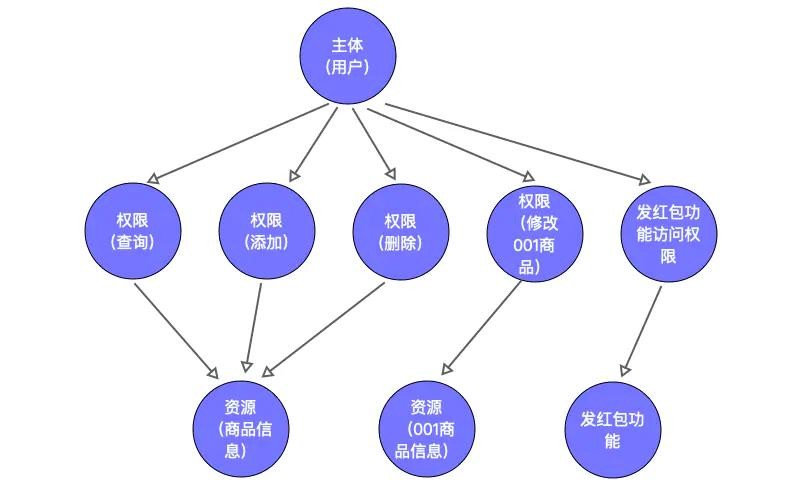 主体
（用户）
权限
（查询）
权限
（添加）
权限
（删除）
权限
（修改
001商
品）
发红包功
能访问权
限
资源
（商品信
息）
资源
（001商
品信息）
发红包功
能